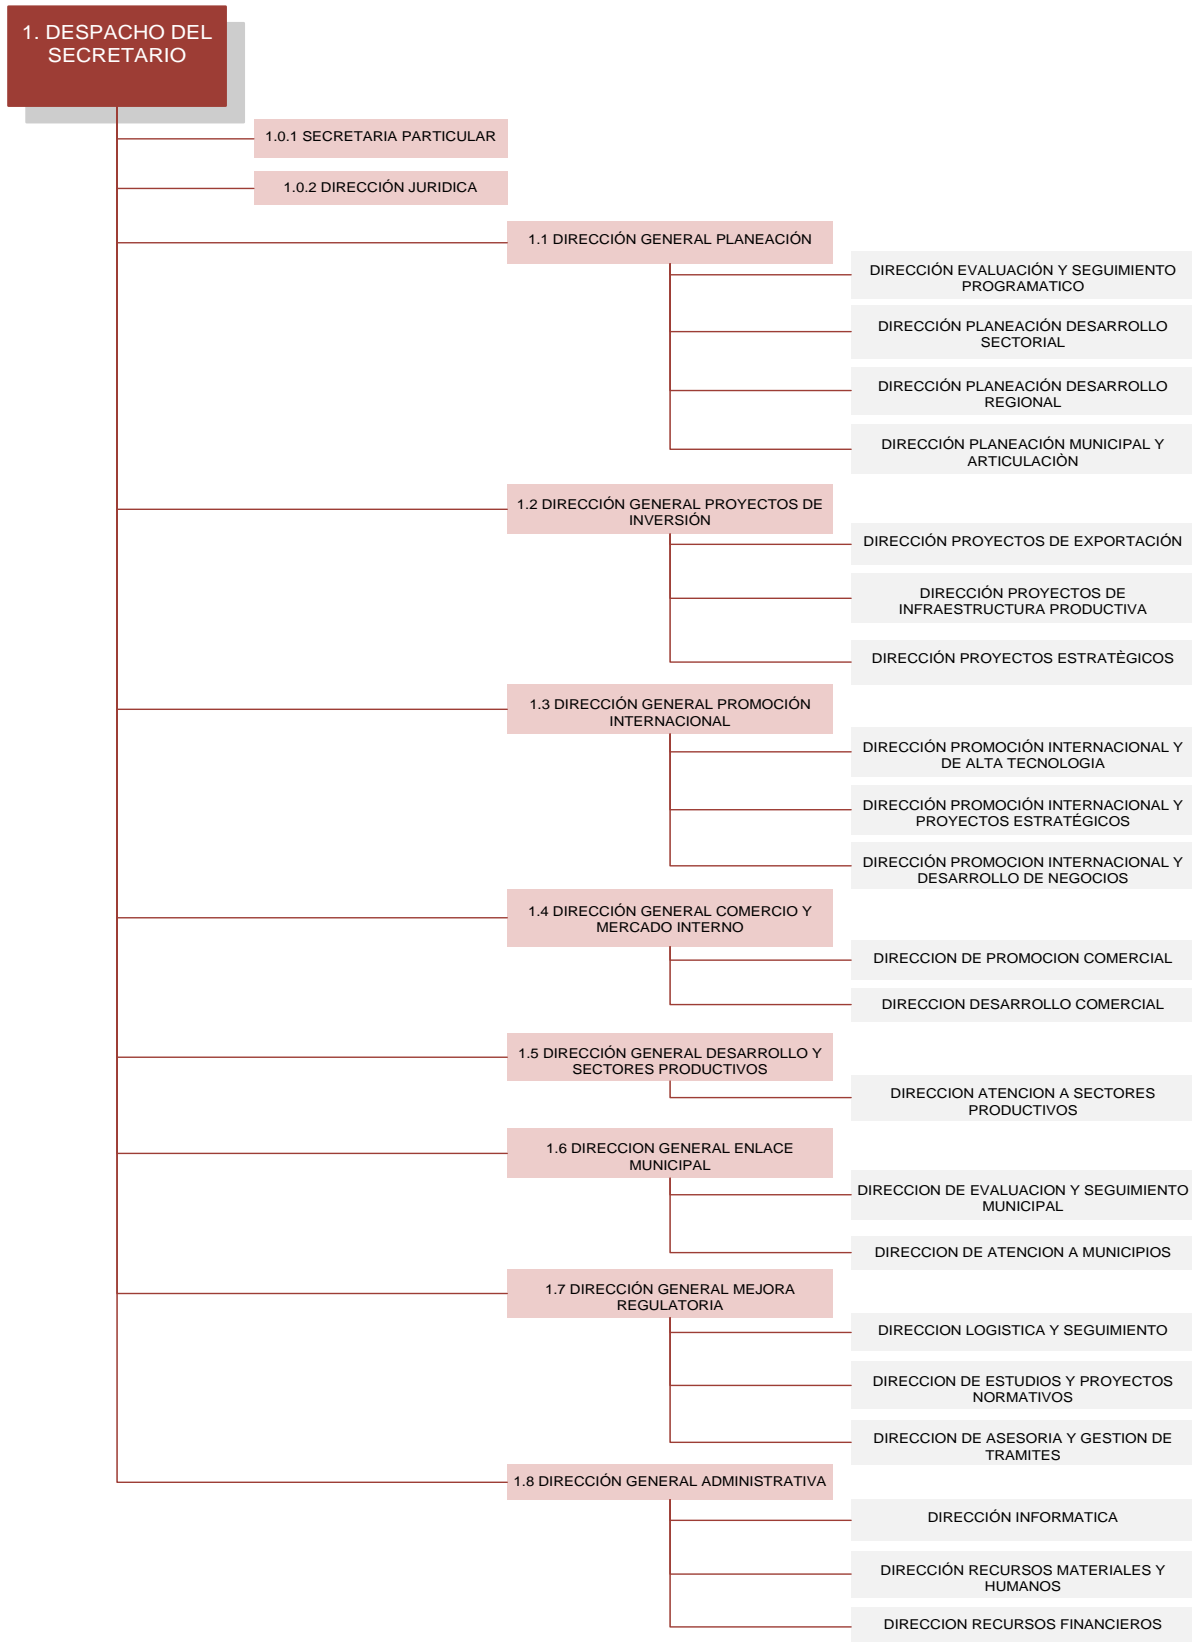 1. DESPACHO DEL
SECRETARIO
1.0.1 SECRETARIA PARTICULAR
1.0.2 DIRECCIÓN JURIDICA
1.1 DIRECCIÓN GENERAL PLANEACIÓN
DIRECCIÓN EVALUACIÓN Y SEGUIMIENTO
PROGRAMATICO
DIRECCIÓN PLANEACIÓN DESARROLLO
SECTORIAL
DIRECCIÓN PLANEACIÓN DESARROLLO
REGIONAL
DIRECCIÓN PLANEACIÓN MUNICIPAL Y
ARTICULACIÒN
1.2 DIRECCIÓN GENERAL PROYECTOS DE
INVERSIÓN
DIRECCIÓN PROYECTOS DE EXPORTACIÓN
DIRECCIÓN PROYECTOS DE
INFRAESTRUCTURA PRODUCTIVA
DIRECCIÓN PROYECTOS ESTRATÈGICOS
1.3 DIRECCIÓN GENERAL PROMOCIÓN
INTERNACIONAL
DIRECCIÓN PROMOCIÓN INTERNACIONAL Y
DE ALTA TECNOLOGIA
DIRECCIÓN PROMOCIÓN INTERNACIONAL Y
PROYECTOS ESTRATÉGICOS
DIRECCIÓN PROMOCION INTERNACIONAL Y
DESARROLLO DE NEGOCIOS
1.4 DIRECCIÓN GENERAL COMERCIO Y
MERCADO INTERNO
DIRECCION DE PROMOCION COMERCIAL
DIRECCION DESARROLLO COMERCIAL
1.5 DIRECCIÓN GENERAL DESARROLLO Y
SECTORES PRODUCTIVOS
DIRECCION ATENCION A SECTORES
PRODUCTIVOS
1.6 DIRECCION GENERAL ENLACE
MUNICIPAL
DIRECCION DE EVALUACION Y SEGUIMIENTO
MUNICIPAL
DIRECCION DE ATENCION A MUNICIPIOS
1.7 DIRECCIÓN GENERAL MEJORA
REGULATORIA
DIRECCION LOGISTICA Y SEGUIMIENTO
DIRECCION DE ESTUDIOS Y PROYECTOS
NORMATIVOS
DIRECCION DE ASESORIA Y GESTION DE
TRAMITES
1.8 DIRECCIÓN GENERAL ADMINISTRATIVA
DIRECCIÓN INFORMATICA
DIRECCIÓN RECURSOS MATERIALES Y
HUMANOS
DIRECCION RECURSOS FINANCIEROS